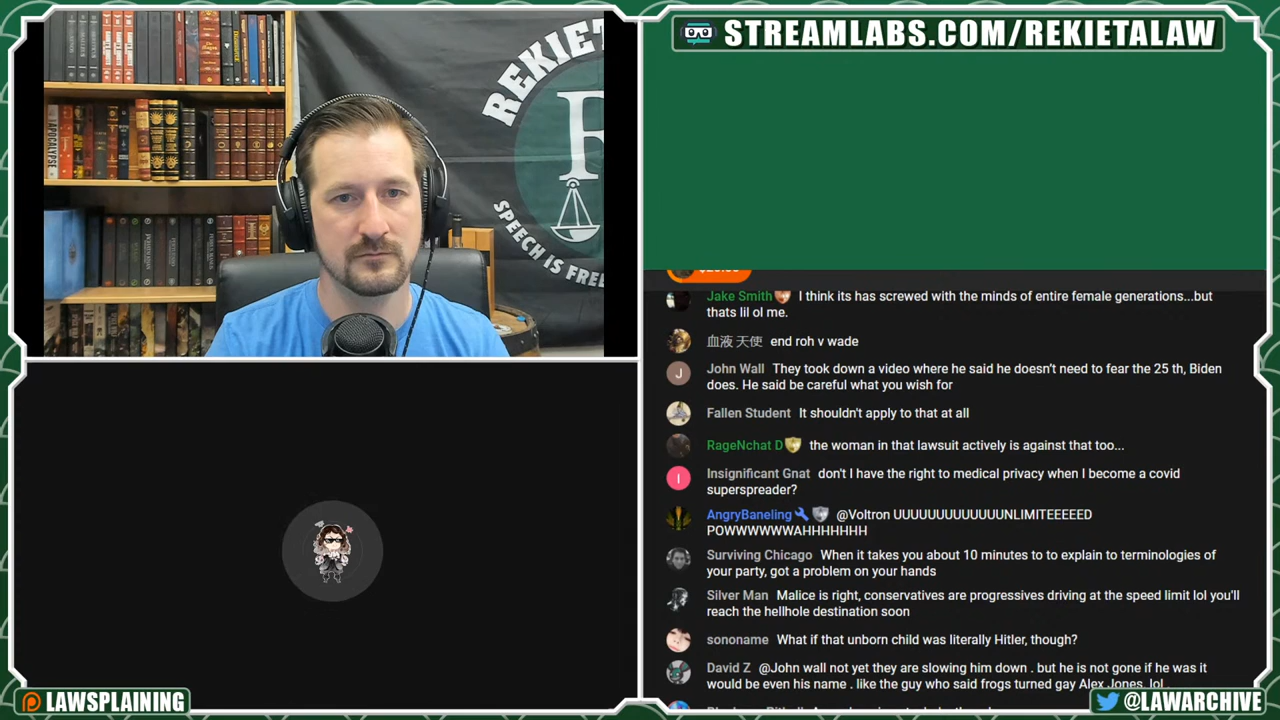 STREAMLABS.COM/REKIETALAW
REKIET
R
SPEECH IS FREE
APOCALYPSE
Jake Smith I think its has screwed with the minds of entire female generations...but
thats lil ol me.
血液 天使 end roh v wade
J John Wall They took down a video where he said he doesn't need to fear the 25 th, Biden
does. He said be careful what you wish for
Fallen Student It shouldn't apply to that at all
RageNchat D the woman in that lawsuit actively is against that too...
I Insignificant Gnat don't I have the right to medical privacy when I become a covid
superspreader?
AngryBaneling @Voltron UUUUUUUUUUUUNLIMITEEEEED
POWWWWWWAHHHHHHH
Surviving Chicago When it takes you about 10 minutes to to explain to terminologies of
your party, got a problem on your hands
Silver Man Malice is right, conservatives are progressives driving at the speed limit lol you'll
reach the hellhole destination soon
sononame What if that unborn child was literally Hitler, though?
David Z @John wall not yet they are slowing him down . but he is not gone if he was it
would be even his name . like the guy who said frogs turned gay Alex Jones. lol
LAWSPLAINING
@LAWARCHIVE